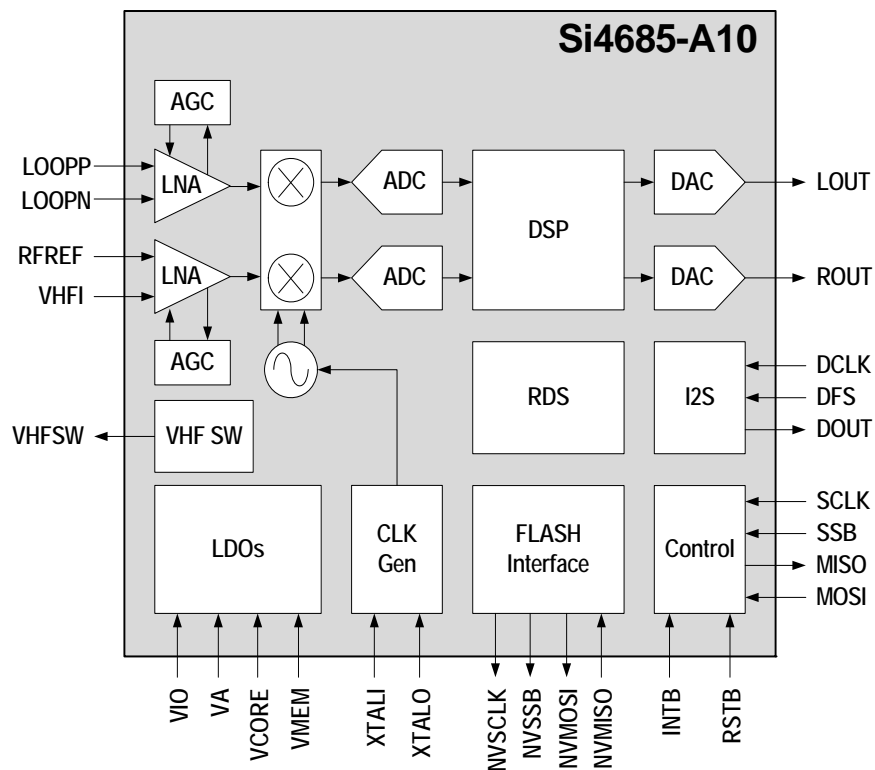 Si4685-A10
AGC
LOOPP
LOOPN
LNA
ADC
DSP
DAC
LOUT
RFREF
VHFI
LNA
ADC
DAC
ROUT
AGC
RDS
I2S
DCLK
DFS
DOUT
VHFSW
VHF SW
LDOs
CLK
Gen
FLASH
Interface
Control
SCLK
SSB
MISO
MOSI
VIO
VA
VCORE
VMEM
XTALI
XTALO
NVSCLK
NVSSB
NVMOSI
NVMISO
INTB
RSTB